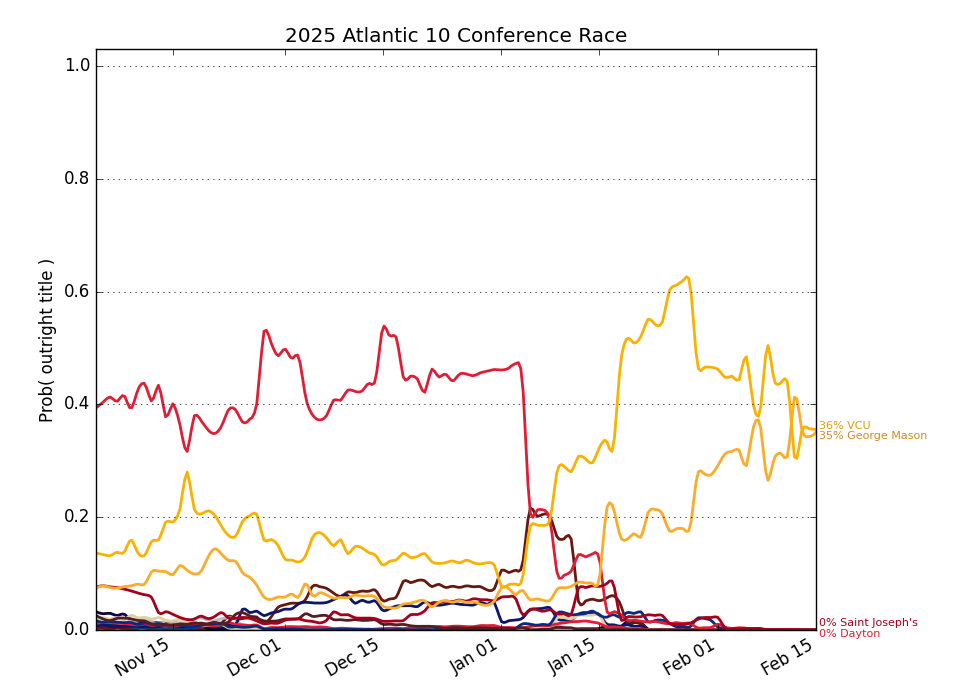 2025 Atlantic 10 Conference Race
Prob( outright title )
1.0
0.8
0.6
0.4
0.2
0.0
36% VCU
35% George Mason
0% Saint Joseph's
0% Dayton
Nov 15
Dec 01
Dec 15
Jan 01
Jan 15
Feb 01
Feb 15